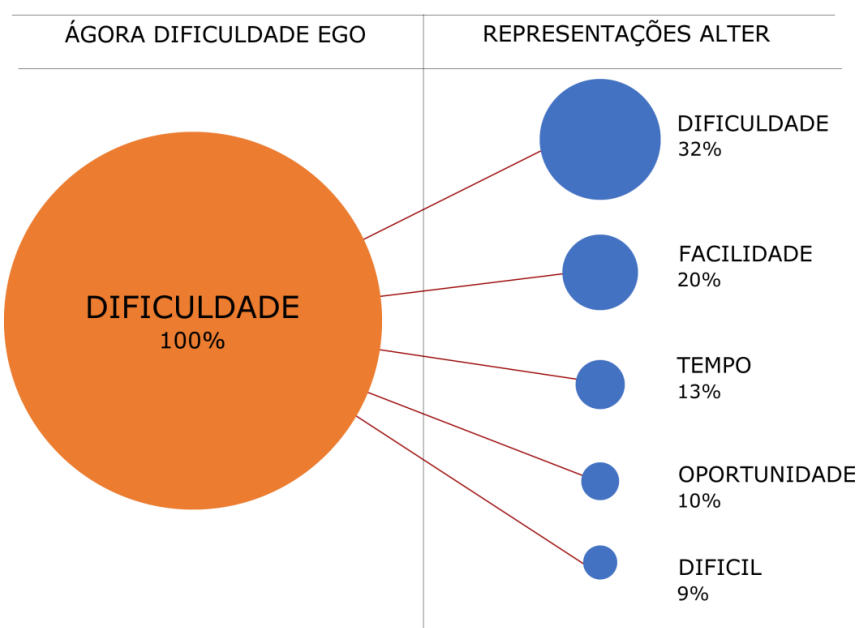 ÁGORA DIFICULDADE EGO
REPRESENTAÇÕES ALTER
DIFICULDADE
100%
DIFICULDADE
32%
FACILIDADE
20%
TEMPO
13%
OPORTUNIDADE
10%
DIFICIL
9%